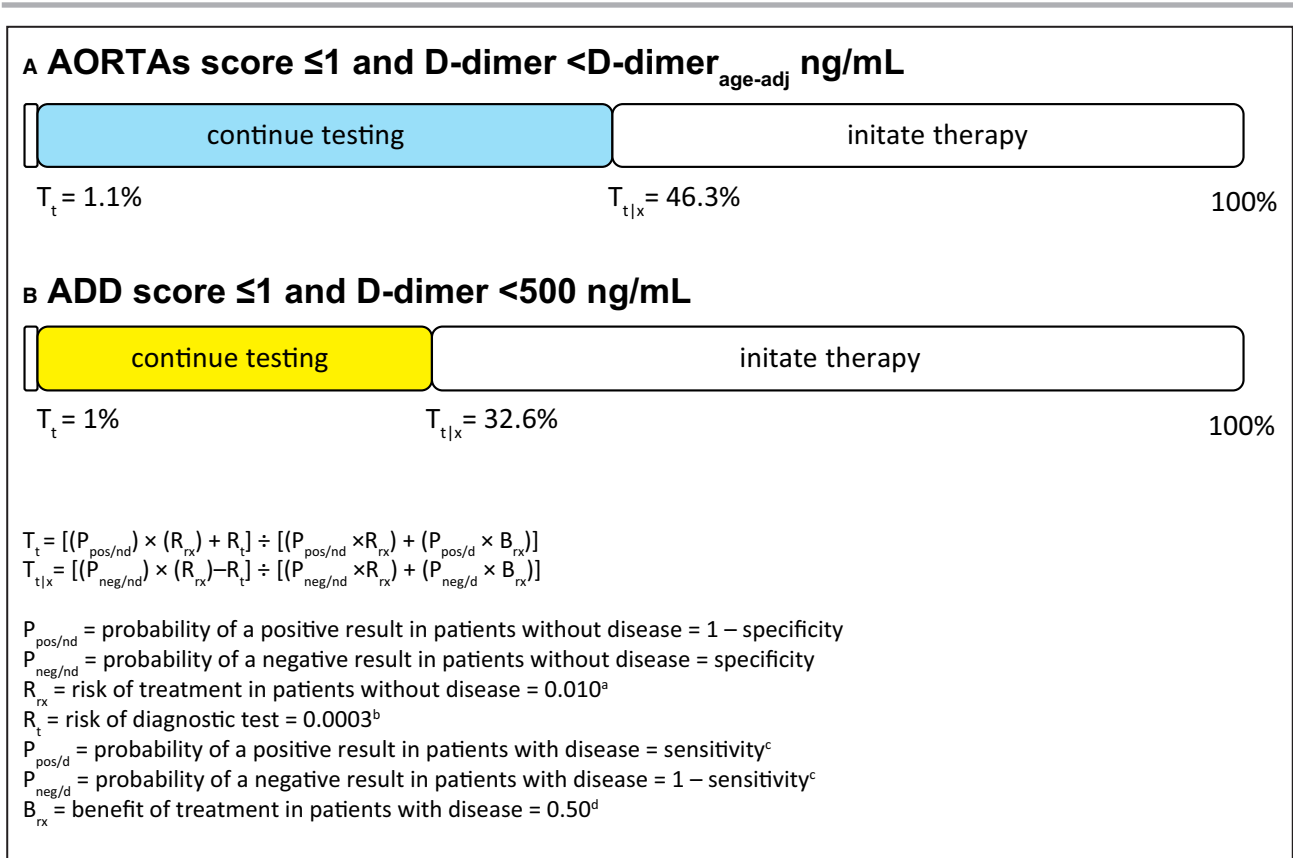 A AORTAs score ≤1 and D-dimer <D-dimer age-adj ng/mL
continue testing
initate therapy
Tt = 1.1%
Tt|x = 46.3%
100%
B ADD score ≤1 and D-dimer <500 ng/mL
continue testing
initate therapy
Tt = 1%
Tt|x = 32.6%
100%
Tt = [(Ppos/nd) × (Rrx) + Rt] ÷ [(Ppos/nd ×Rrx) + (Ppos/d × Brx)]
Tt|x = [(Pneg/nd) × (Rrx)–Rt] ÷ [(Pneg/nd ×Rrx) + (Pneg/d × Brx)]
Ppos/nd = probability of a positive result in patients without disease = 1 – specificity
Pneg/nd = probability of a negative result in patients without disease = specificity
Rrx = risk of treatment in patients without disease = 0.010ᵃ
Rt = risk of diagnostic test = 0.0003ᵇ
Ppos/d = probability of a positive result in patients with disease = sensitivityᶜ
Pneg/d = probability of a negative result in patients with disease = 1 – sensitivityᶜ
Brx = benefit of treatment in patients with disease = 0.50ᵈ